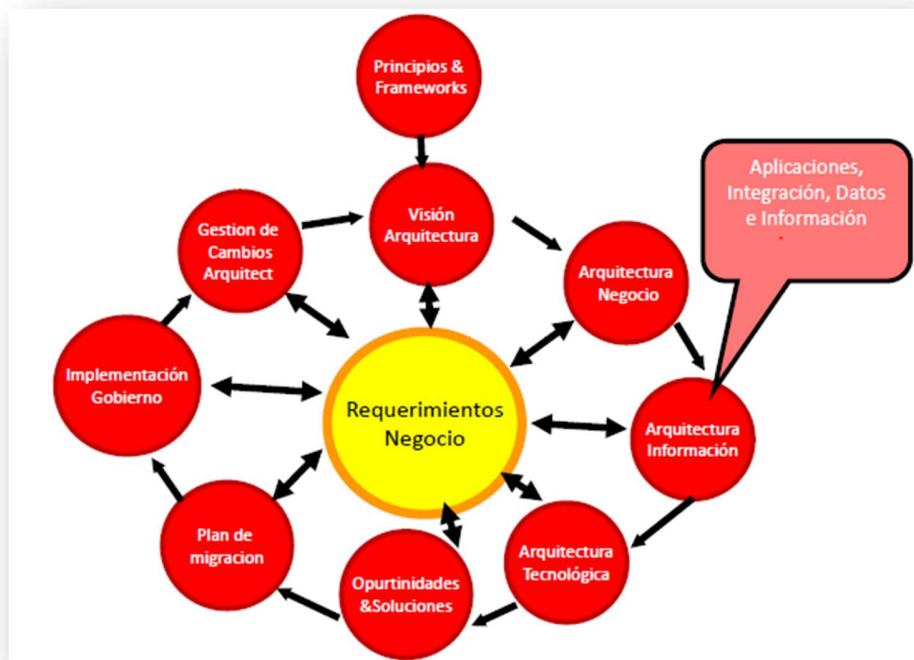 Principios &
Frameworks
Visión
Arquitectura
Gestion de
Cambios
Arquitect
Aplicaciones,
Integración, Datos
e Información
Arquitectura
Negocio
Implementación
Gobierno
Requerimientos
Negocio
Arquitectura
Información
Plan de
migracion
Arquitectura
Tecnológica
Opurtinidades
&Soluciones